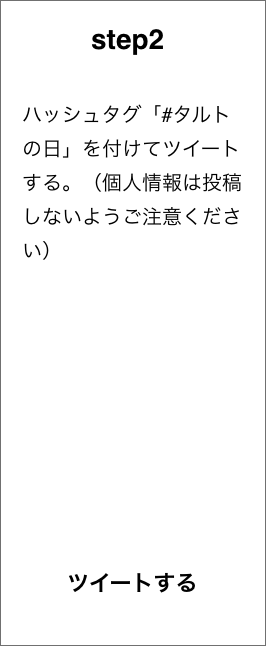 step2
ハッシュタグ「#タルト
の日」を付けてツイート
する。（個人情報は投稿
しないようご注意くださ
い）
ツイートする